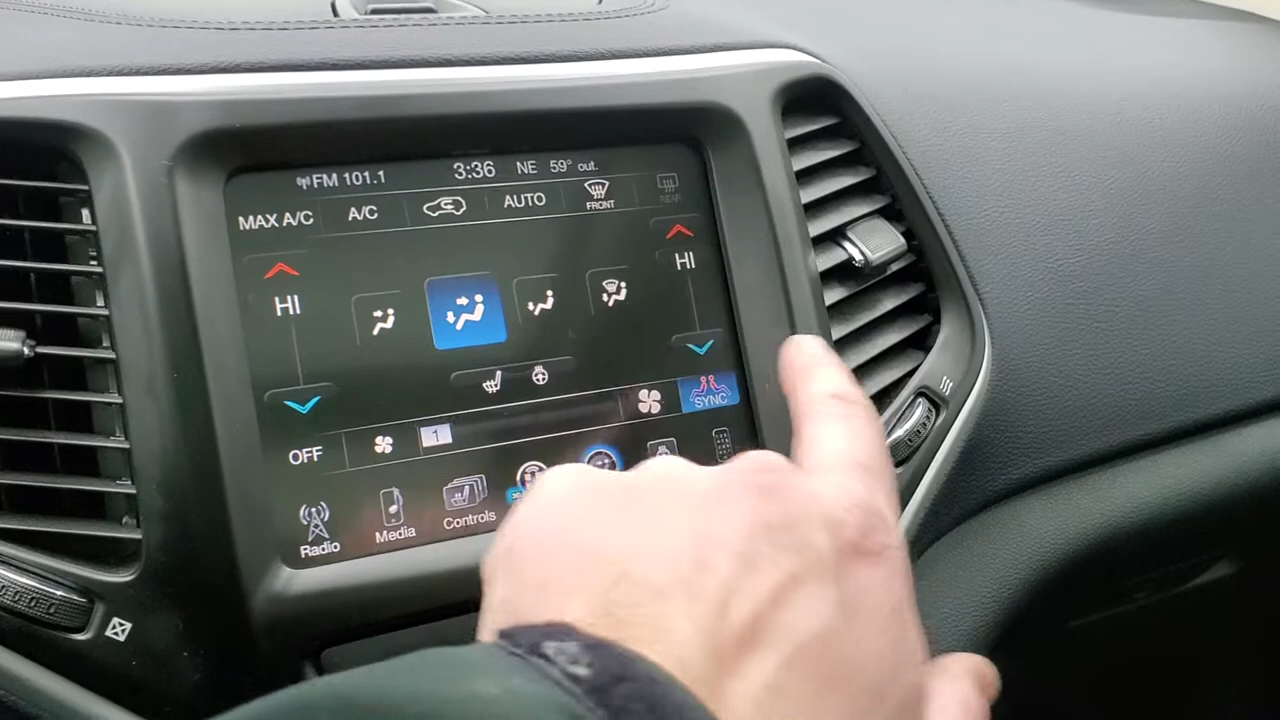 FM 101.1 3:36 NE 59° out.
MAX A/C A/C AUTO FRONT REAR
HI HI
SYNC
OFF 1
Radio Media Controls